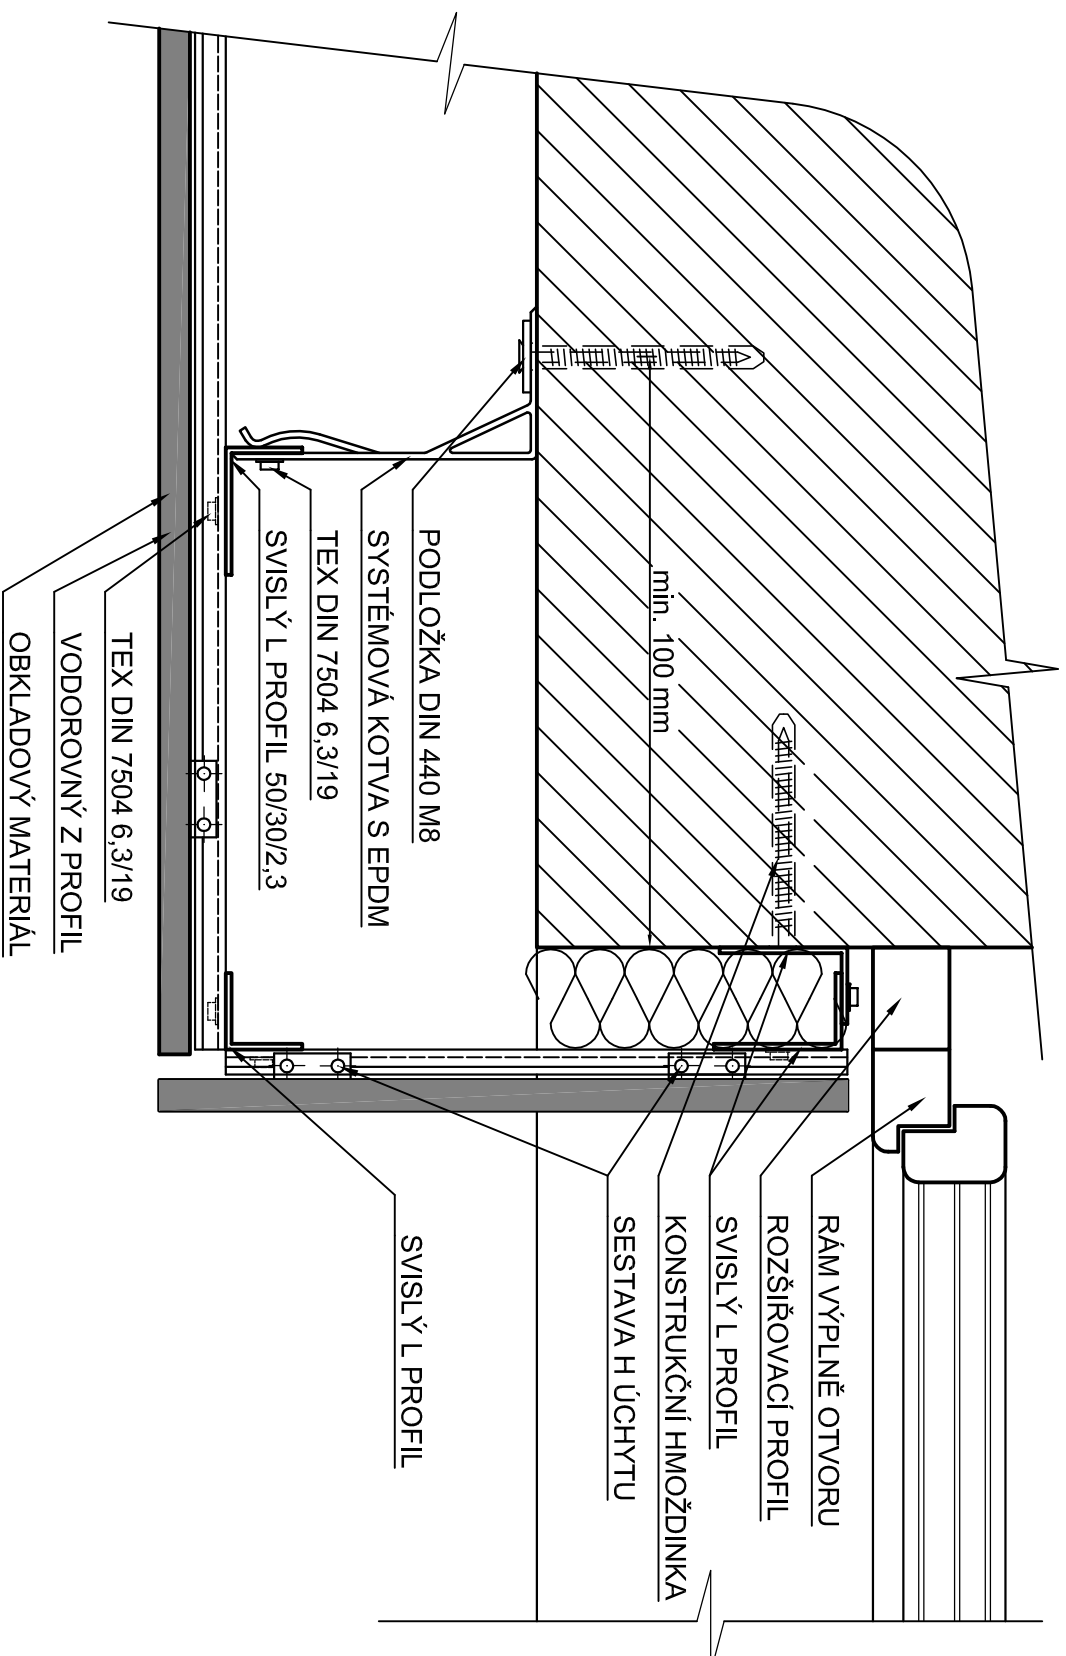 RÁM VÝPLNĚ OTVORU
ROZŠIŘOVACÍ PROFIL
SVISLÝ L PROFIL
KONSTRUKČNÍ HMOŽDINKA
SESTAVA H ÚCHYTU
SVISLÝ L PROFIL
min. 100 mm
PODLOŽKA DIN 440 M8
SYSTÉMOVÁ KOTVA S EPDM
TEX DIN 7504 6,3/19
SVISLÝ L PROFIL 50/30/2,3
TEX DIN 7504 6,3/19
VODOROVNÝ Z PROFIL
OBKLADOVÝ MATERIÁL